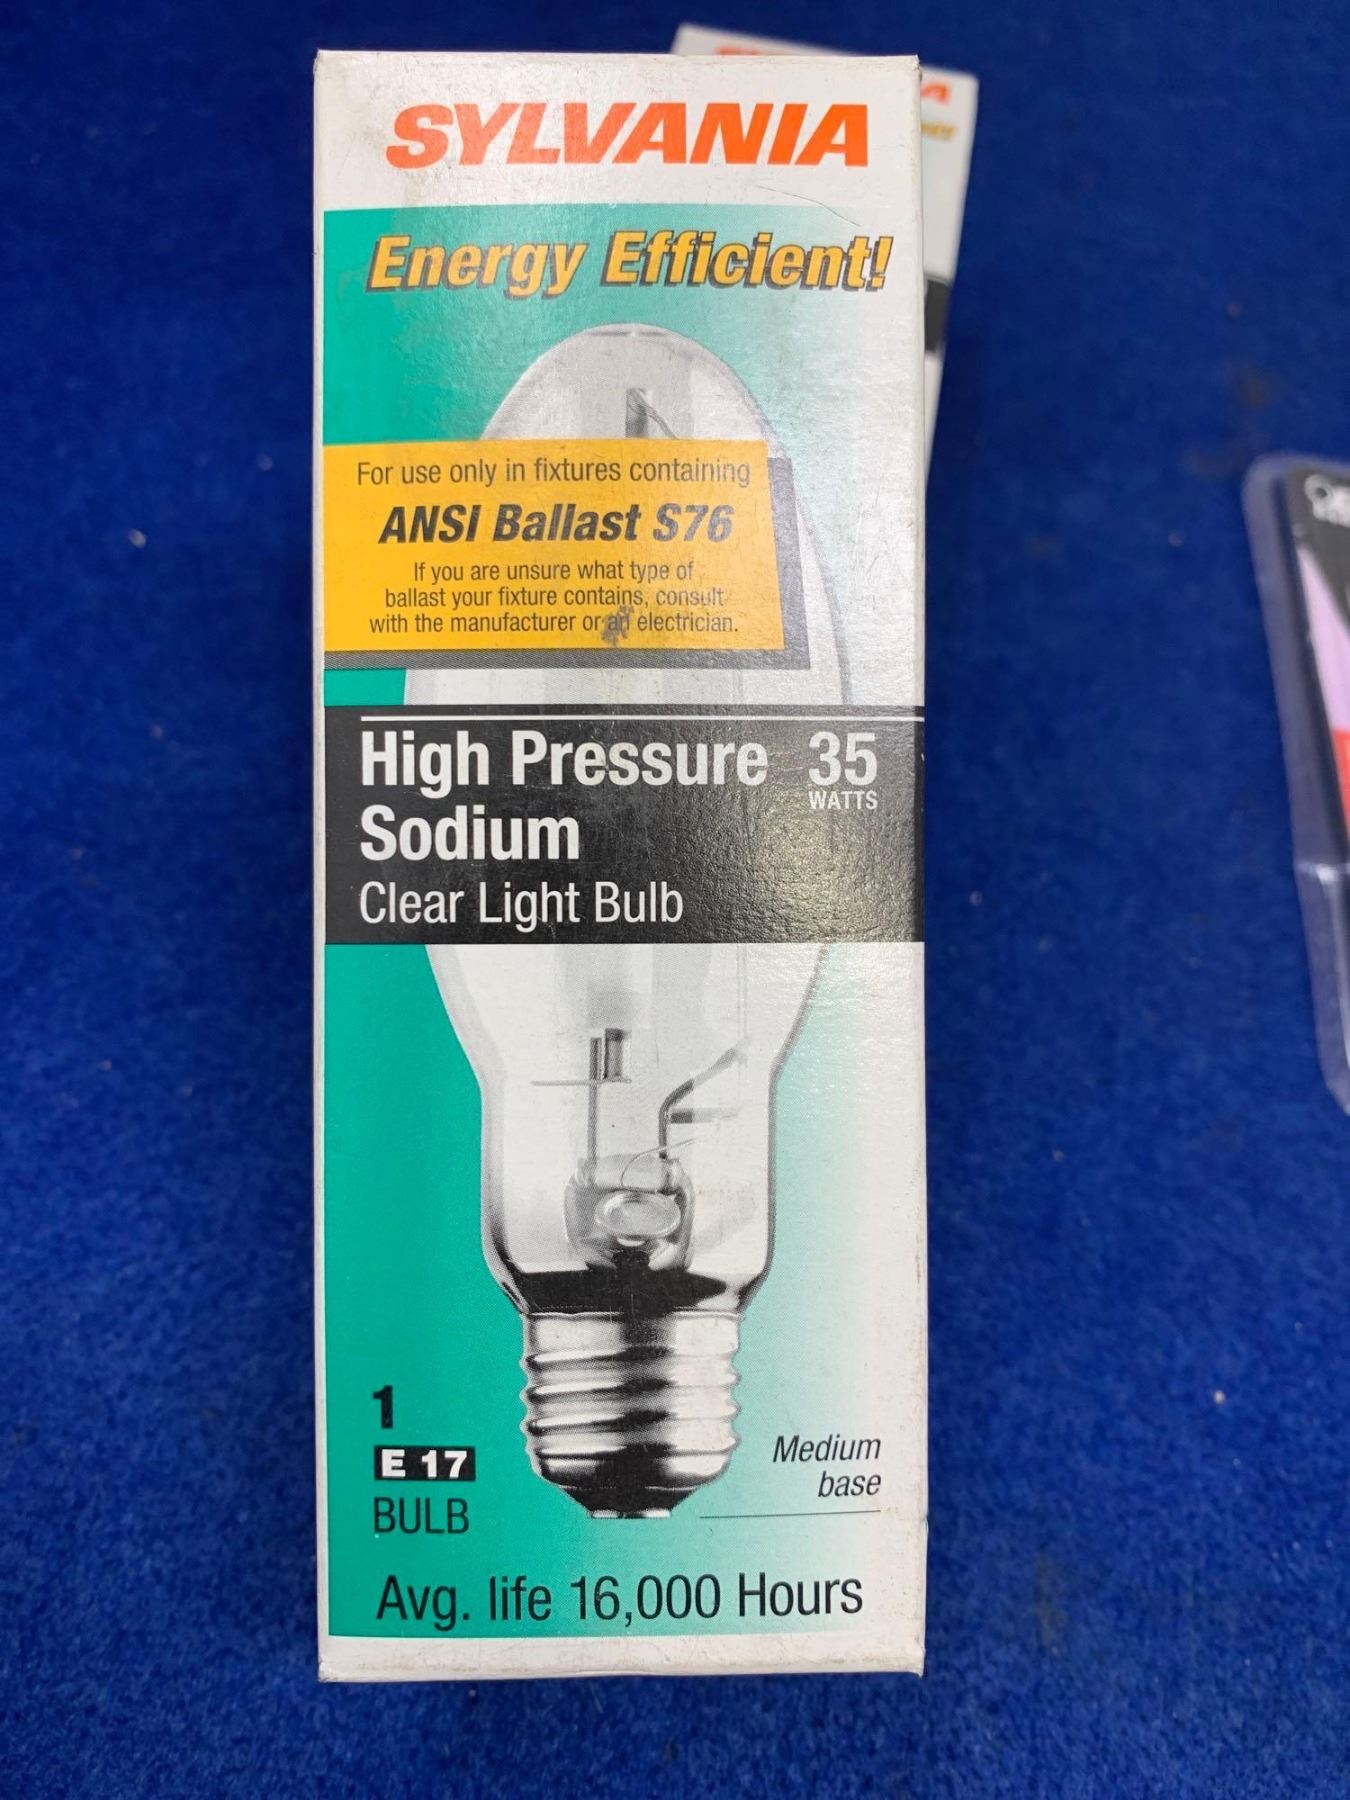 SYLVANIA
Energy Efficient!
For use only in fixtures containing
ANSI Ballast S76
If you are unsure what type of
ballast your fixture contains, consult
with the manufacturer or an electrician.
High Pressure 35
WATTS
Sodium
Clear Light Bulb
1
E 17
BULB
Medium
base
Avg. life 16,000 Hours